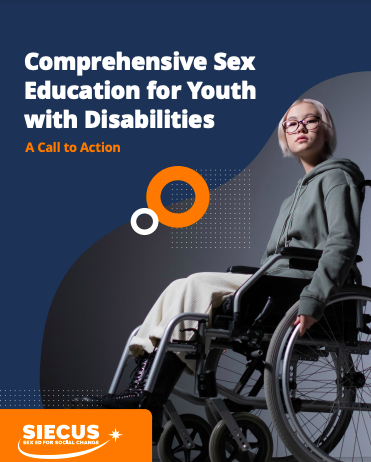 Comprehensive Sex
Education for Youth
with Disabilities
A Call to Action
SIECUS
SEX ED FOR SOCIAL CHANGE